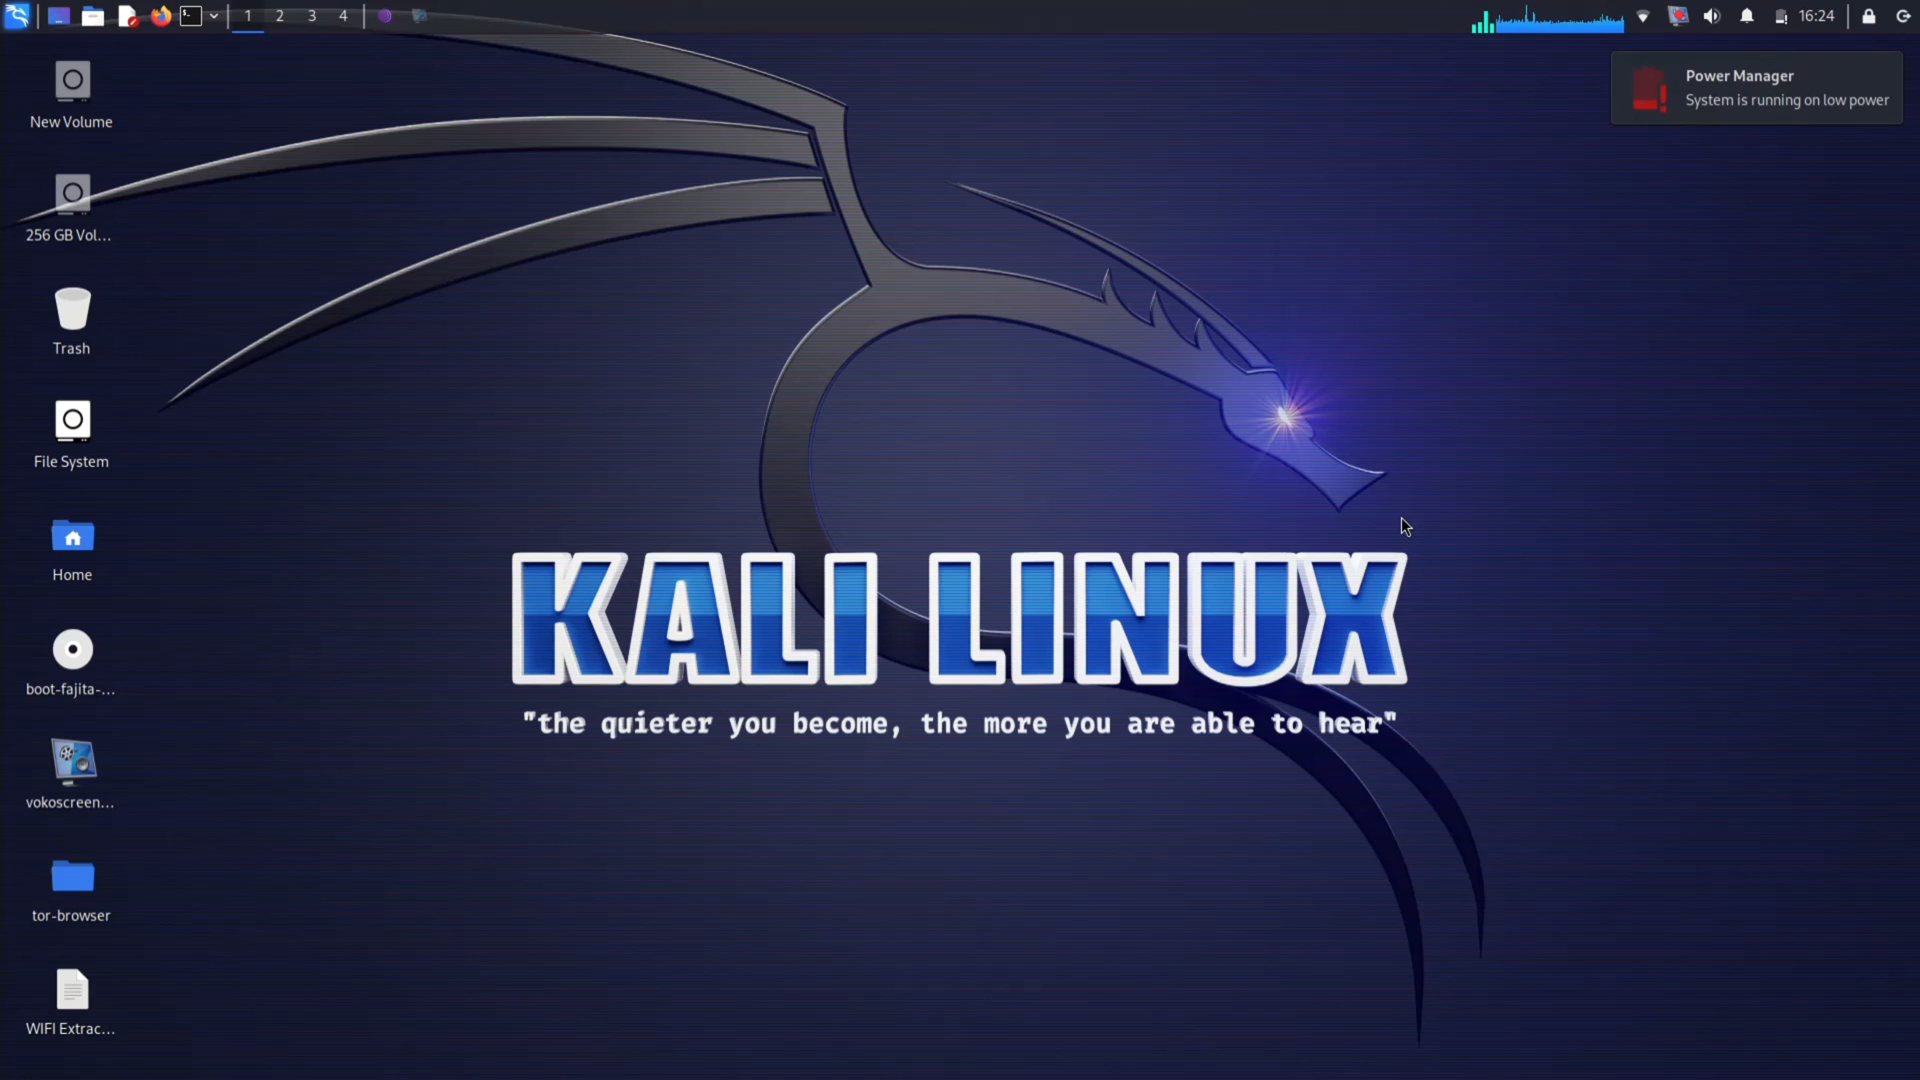 1 2 3 4
16:24
Power Manager
System is running on low power
New Volume
256 GB Vol...
Trash
File System
Home
boot-fajita-...
vokoscreen...
tor-browser
WIFI Extrac...
KALI LINUX
"the quieter you become, the more you are able to hear"